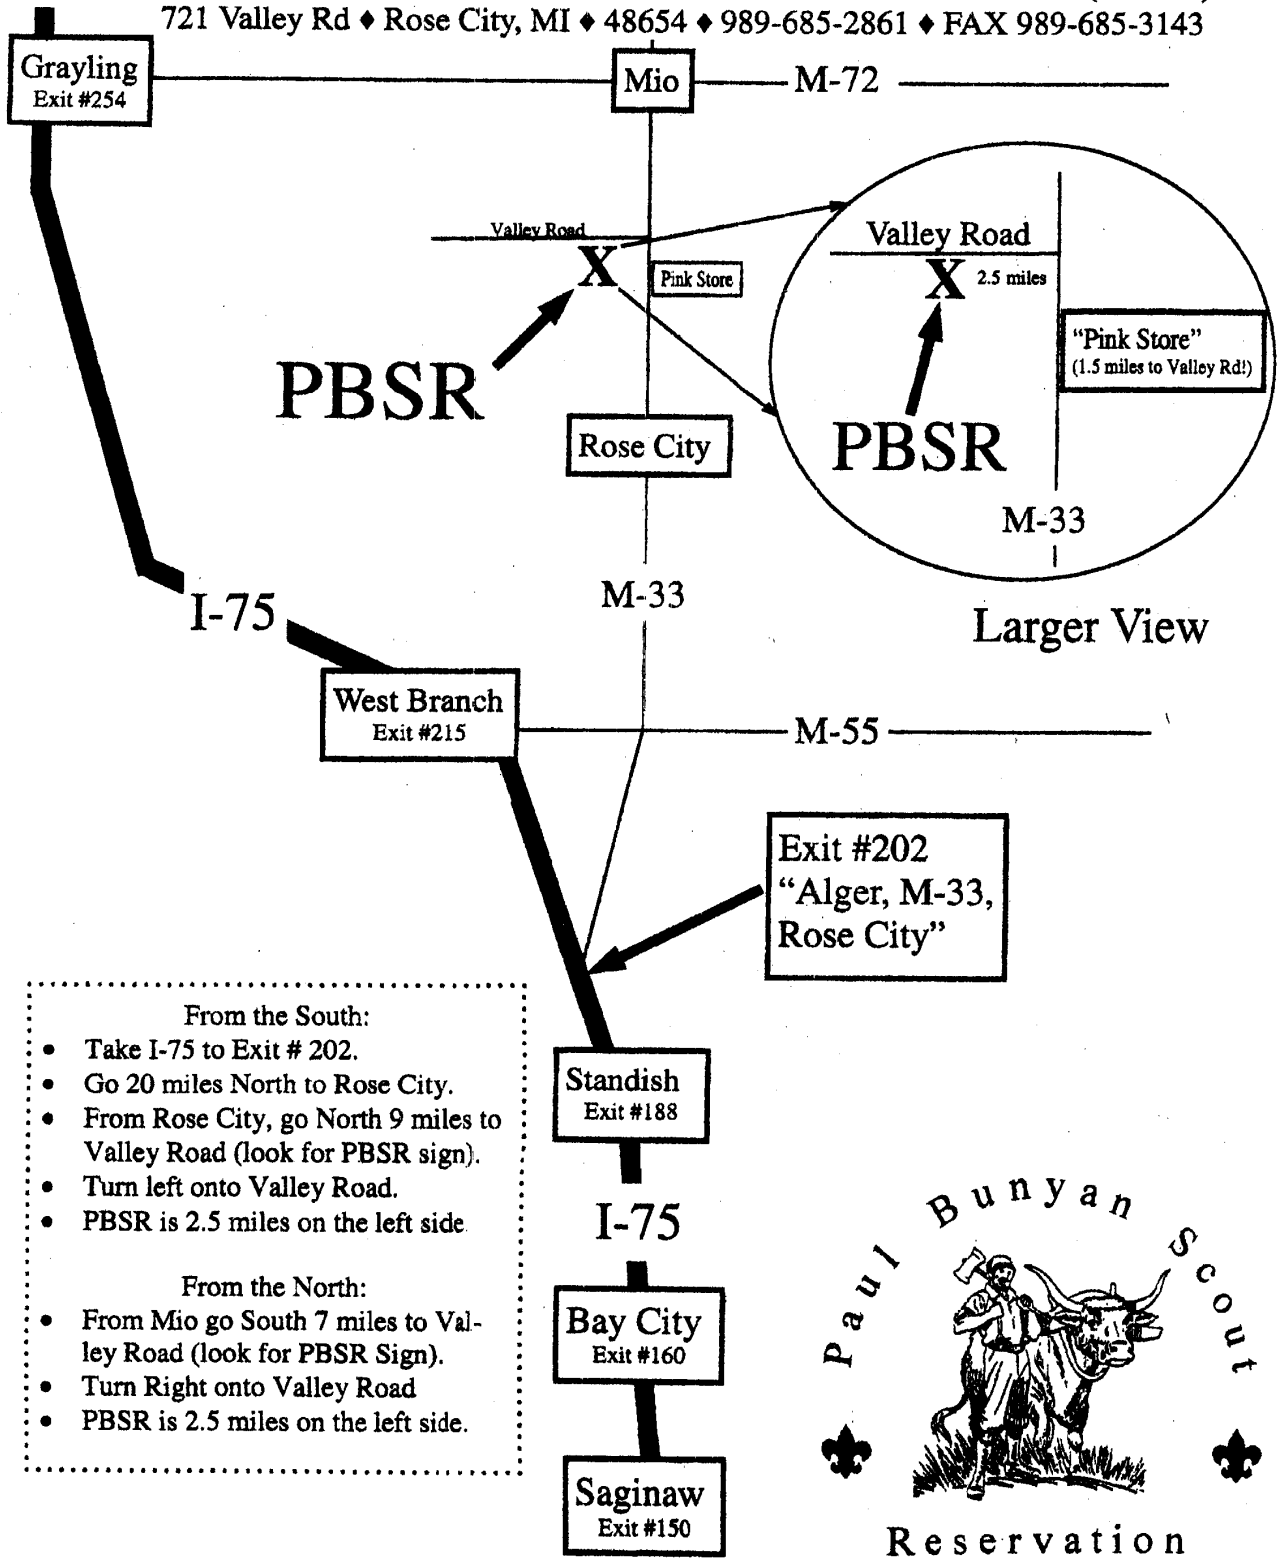 721 Valley Rd ♦ Rose City, MI ♦ 48654 ♦ 989-685-2861 ♦ FAX 989-685-3143
Grayling
Exit #254
Mio
M-72
Valley Road
X
Pink Store
PBSR
Rose City
Valley Road
X
2.5 miles
"Pink Store"
(1.5 miles to Valley Rd!)
PBSR
M-33
Larger View
M-33
I-75
West Branch
Exit #215
M-55
Exit #202
"Alger, M-33,
Rose City"
Standish
Exit #188
I-75
Bay City
Exit #160
Saginaw
Exit #150
From the South:
• Take I-75 to Exit # 202.
• Go 20 miles North to Rose City.
• From Rose City, go North 9 miles to
Valley Road (look for PBSR sign).
• Turn left onto Valley Road.
• PBSR is 2.5 miles on the left side
From the North:
• From Mio go South 7 miles to Val-
ley Road (look for PBSR Sign).
• Turn Right onto Valley Road
• PBSR is 2.5 miles on the left side.
Paul Bunyan Scout
Reservation